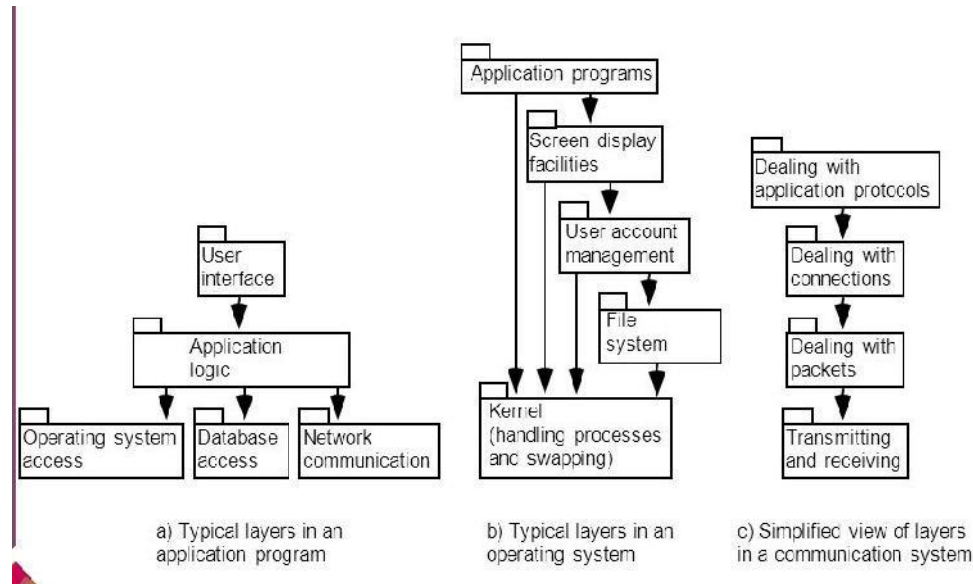 User
interface
Application
logic
Operating system
access
Database
access
Network
communication
a) Typical layers in an
application program
Application programs
Screen display
facilities
User account
management
File
system
Kernel
(handling processes
and swapping)
b) Typical layers in an
operating system
Dealing with
application protocols
Dealing with
connections
Dealing with
packets
Transmitting
and receiving
c) Simplified view of layers
in a communication system